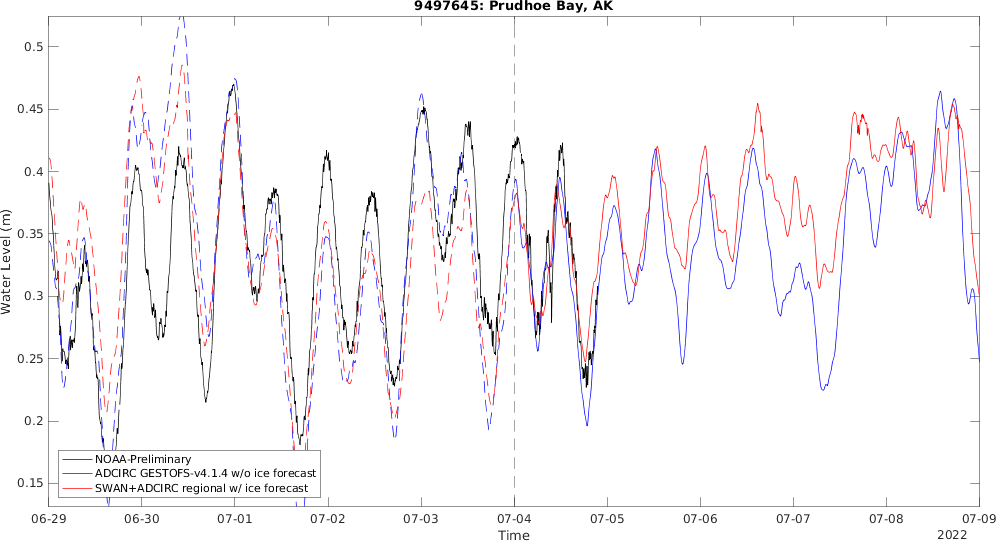 9497645: Prudhoe Bay, AK
0.5
0.45
0.4
0.35
0.3
0.25
0.2
0.15
Water Level (m)
NOAA-Preliminary
ADCIRC GESTOFS-v4.1.4 w/o ice forecast
SWAN+ADCIRC regional w/ ice forecast
06-29 06-30 07-01 07-02 07-03 07-04 07-05 07-06 07-07 07-08 07-09
Time
2022